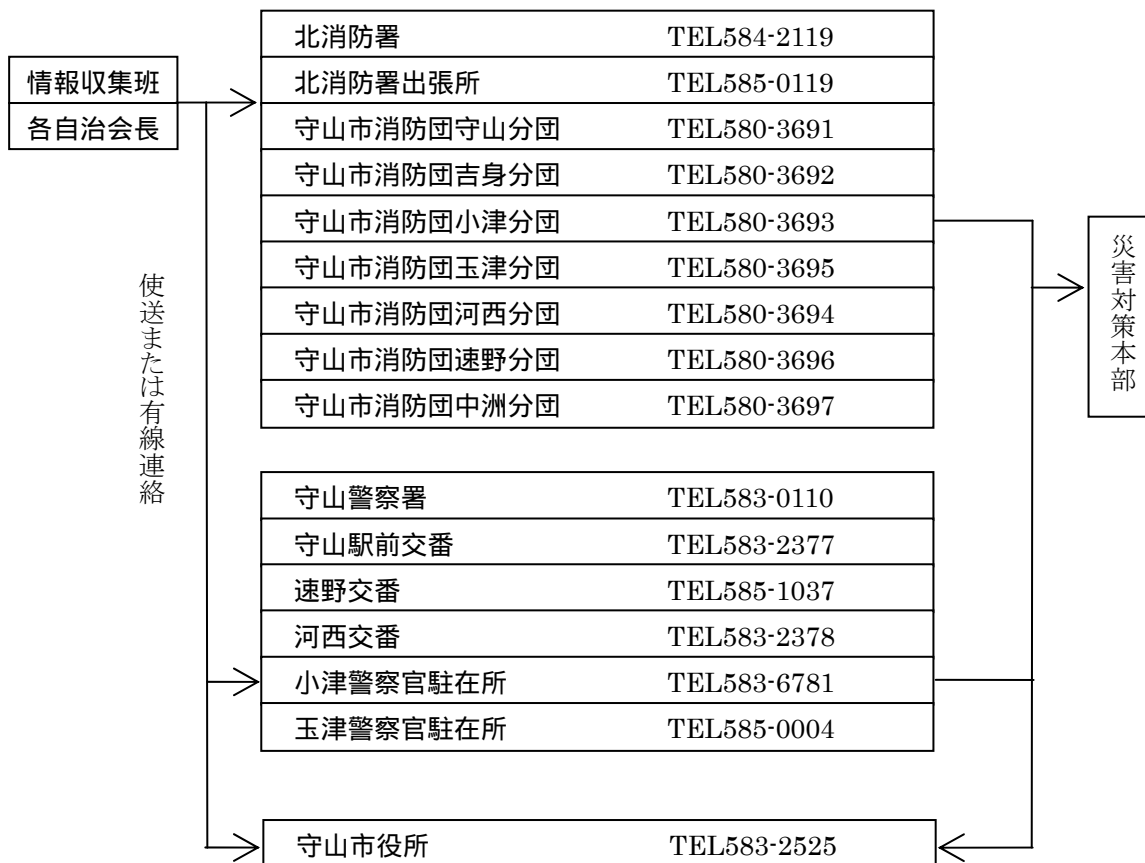 情報収集班
各自治会長
使送または有線連絡
北消防署 TEL584-2119
北消防署出張所 TEL585-0119
守山市消防団守山分団 TEL580-3691
守山市消防団吉身分団 TEL580-3692
守山市消防団小津分団 TEL580-3693
守山市消防団玉津分団 TEL580-3695
守山市消防団河西分団 TEL580-3694
守山市消防団速野分団 TEL580-3696
守山市消防団中洲分団 TEL580-3697
守山警察署 TEL583-0110
守山駅前交番 TEL583-2377
速野交番 TEL585-1037
河西交番 TEL583-2378
小津警察官駐在所 TEL583-6781
玉津警察官駐在所 TEL585-0004
守山市役所 TEL583-2525
災害対策本部